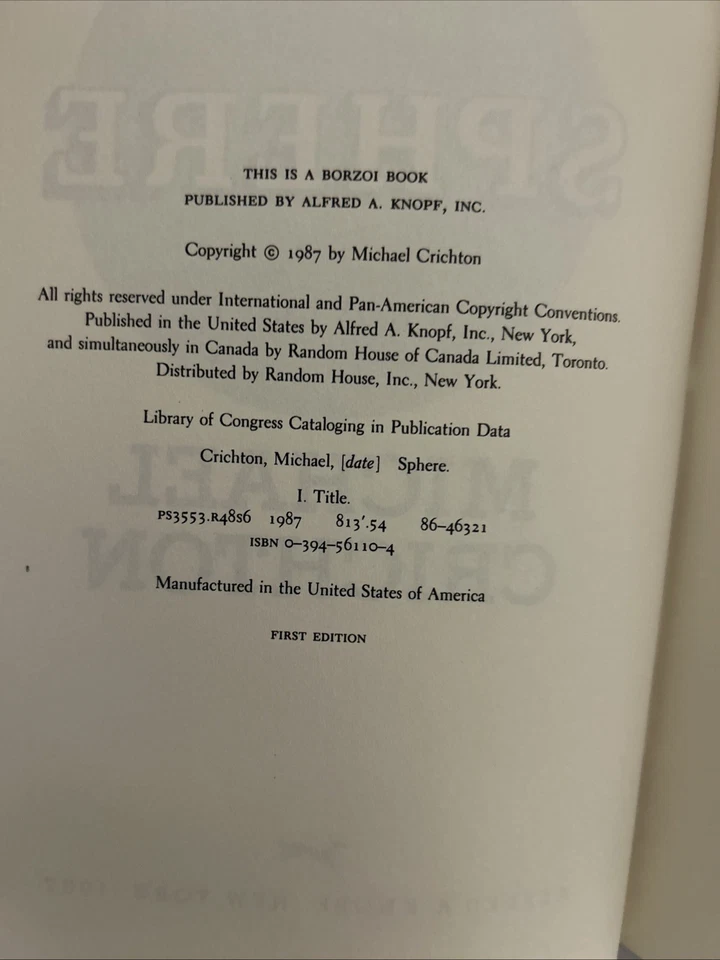 SPHERE
THIS IS A BORZOI BOOK
PUBLISHED BY ALFRED A. KNOPF, INC.
Copyright © 1987 by Michael Crichton
All rights reserved under International and Pan-American Copyright Conventions.
Published in the United States by Alfred A. Knopf, Inc., New York,
and simultaneously in Canada by Random House of Canada Limited, Toronto.
Distributed by Random House, Inc., New York.
Library of Congress Cataloging in Publication Data
Crichton, Michael, [date] Sphere.
I. Title.
PS3553.R48S6 1987 813'.54 86–46321
ISBN 0–394–56110–4
Manufactured in the United States of America
FIRST EDITION
MICHAEL
CRICHTON